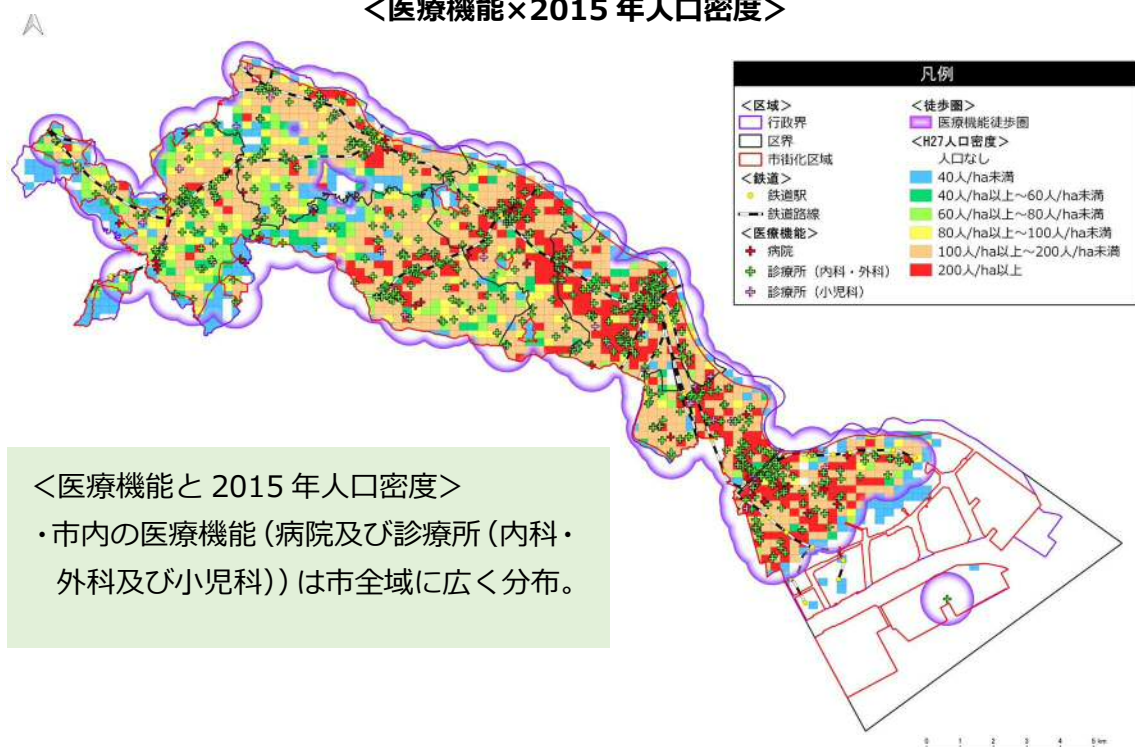 <医療機能×2015 年人口密度>
凡例
<区域>
行政界
区界
市街化区域
<鉄道>
鉄道駅
鉄道路線
<医療機能>
病院
診療所(内科・外科)
診療所(小児科)
<徒歩圏>
医療機能徒歩圏
<H27人口密度>
人口なし
40人/ha未満
40人/ha以上~60人/ha未満
60人/ha以上~80人/ha未満
80人/ha以上~100人/ha未満
100人/ha以上~200人/ha未満
200人/ha以上
<医療機能と 2015 年人口密度>
・市内の医療機能(病院及び診療所(内科・
外科及び小児科))は市全域に広く分布。
0 1 2 3 4 5 km